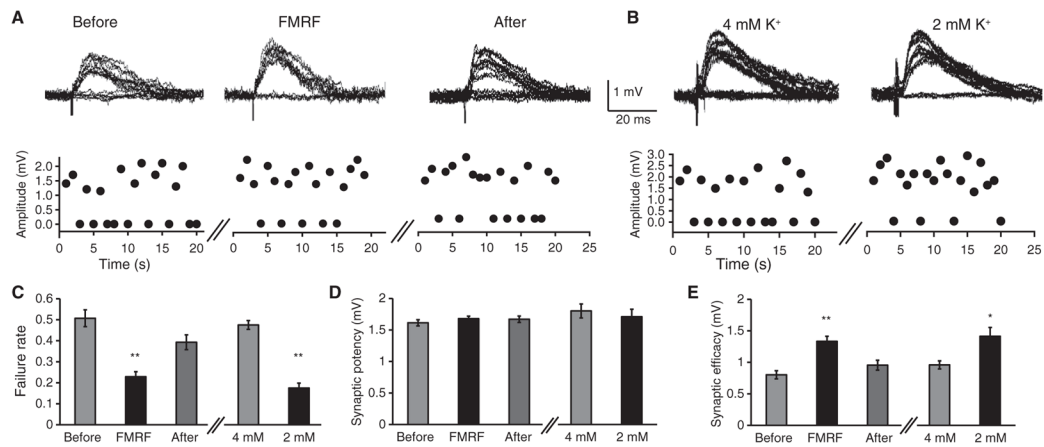 A
Before
FMRF
After
B
4 mM K⁺
2 mM K⁺
1 mV
20 ms
Amplitude (mV)
2.0
1.5
1.0
0.5
0.0
0 5 10 15 20
0 5 10 15 20
0 5 10 15 20 25
Time (s)
Amplitude (mV)
3.0
2.5
2.0
1.5
1.0
0.5
0.0
0 5 10 15 20
0 5 10 15 20 25
Time (s)
C
Failure rate
0.6
0.5
0.4
0.3
0.2
0.1
0
**
**
Before FMRF After 4 mM 2 mM
D
Synaptic potency (mV)
2
1.5
1
0.5
0
Before FMRF After 4 mM 2 mM
E
Synaptic efficacy (mV)
2
1.5
1
0.5
0
**
*
Before FMRF After 4 mM 2 mM